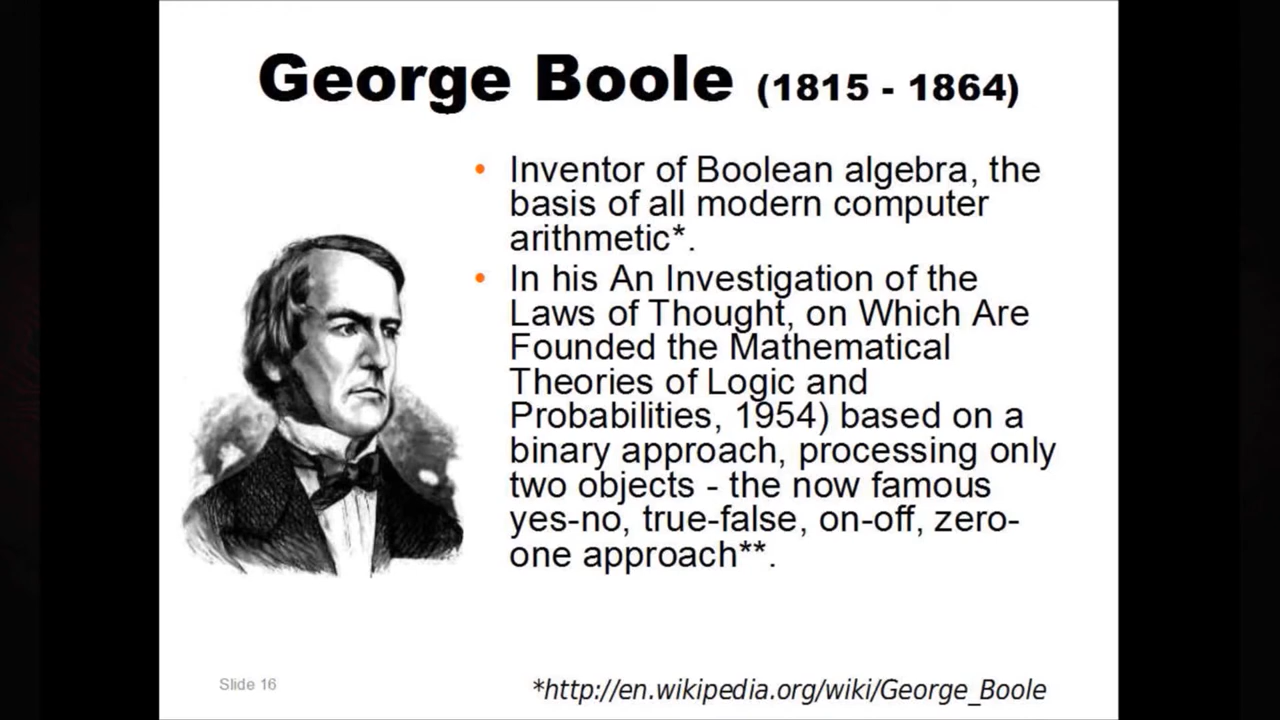 George Boole (1815 - 1864)
• Inventor of Boolean algebra, the
basis of all modern computer
arithmetic*.
• In his An Investigation of the
Laws of Thought, on Which Are
Founded the Mathematical
Theories of Logic and
Probabilities, 1954) based on a
binary approach, processing only
two objects - the now famous
yes-no, true-false, on-off, zero-
one approach**.
Slide 16
*http://en.wikipedia.org/wiki/George_Boole